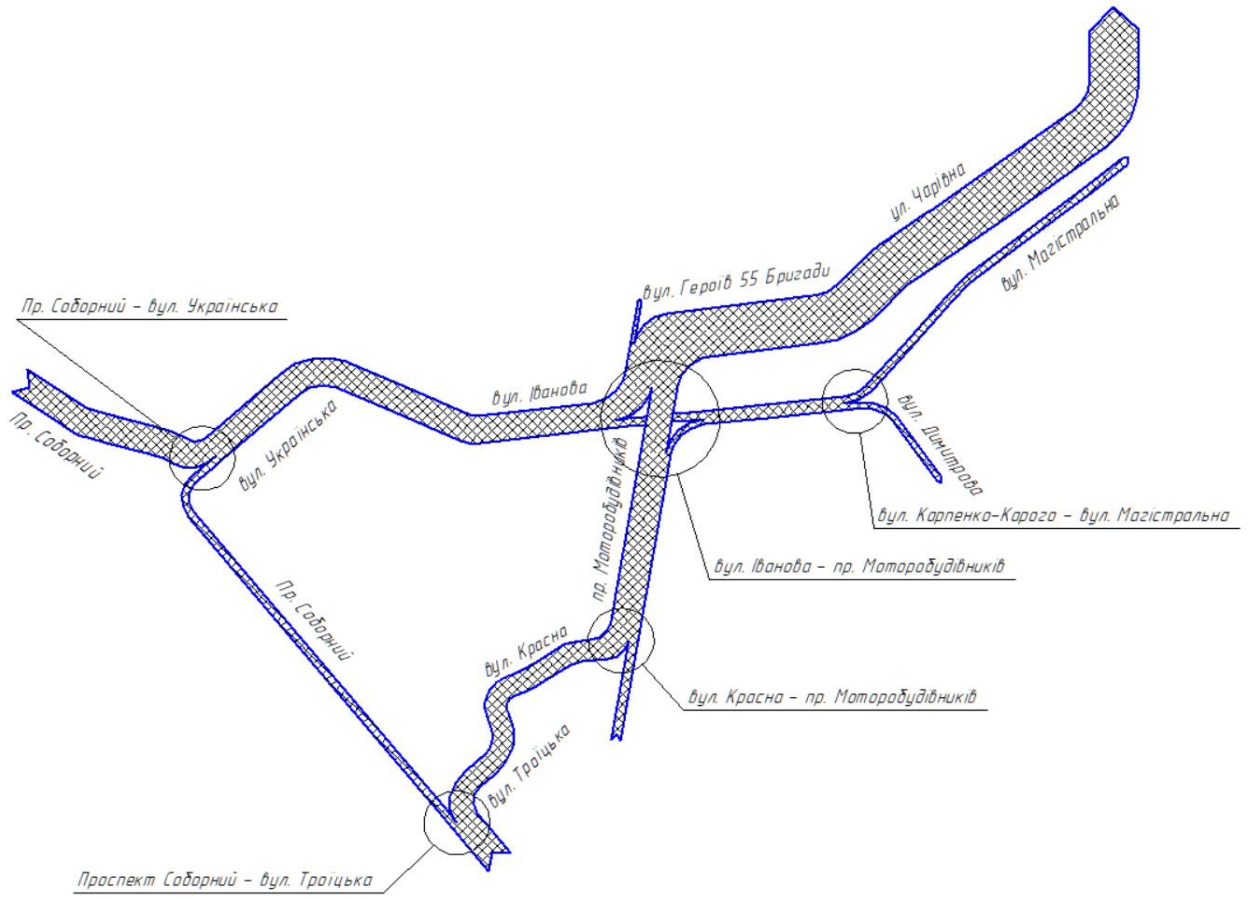 ул. Чарівна
вул. Магістральна
вул. Героїв 55 Бригади
Пр. Соборний - вул. Українська
вул. Іванова
Пр. Соборний
вул. Українська
вул. Димитрова
вул. Карпенко-Карого - вул. Магістральна
пр. Моторобудівників
вул. Іванова - пр. Моторобудівників
Пр. Соборний
вул. Красна
вул. Красна - пр. Моторобудівників
вул. Троїцька
Проспект Соборний - вул. Троїцька